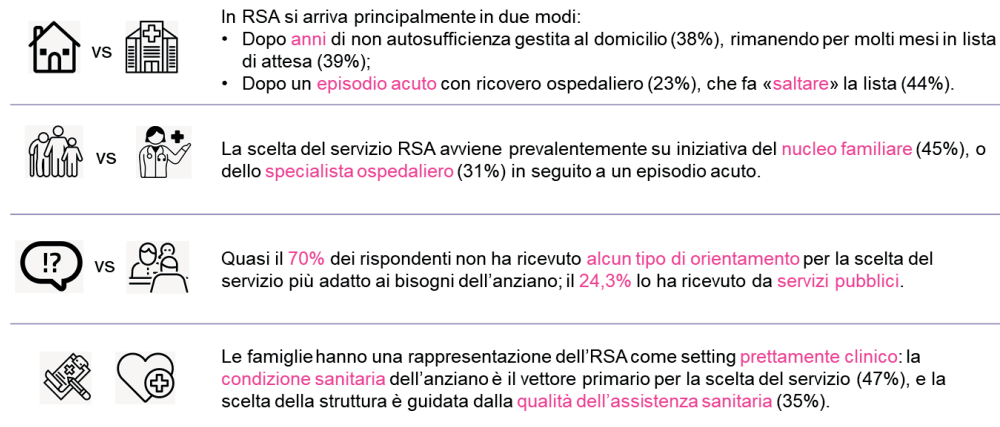 In RSA si arriva principalmente in due modi:
• Dopo anni di non autosufficienza gestita al domicilio (38%), rimanendo per molti mesi in lista
di attesa (39%);
• Dopo un episodio acuto con ricovero ospedaliero (23%), che fa «saltare» la lista (44%).
vs
La scelta del servizio RSA avviene prevalentemente su iniziativa del nucleo familiare (45%), o
dello specialista ospedaliero (31%) in seguito a un episodio acuto.
vs
!?
vs
Quasi il 70% dei rispondenti non ha ricevuto alcun tipo di orientamento per la scelta del
servizio più adatto ai bisogni dell'anziano; il 24,3% lo ha ricevuto da servizi pubblici.
Le famiglie hanno una rappresentazione dell'RSA come setting prettamente clinico: la
condizione sanitaria dell'anziano è il vettore primario per la scelta del servizio (47%), e la
scelta della struttura è guidata dalla qualità dell'assistenza sanitaria (35%).